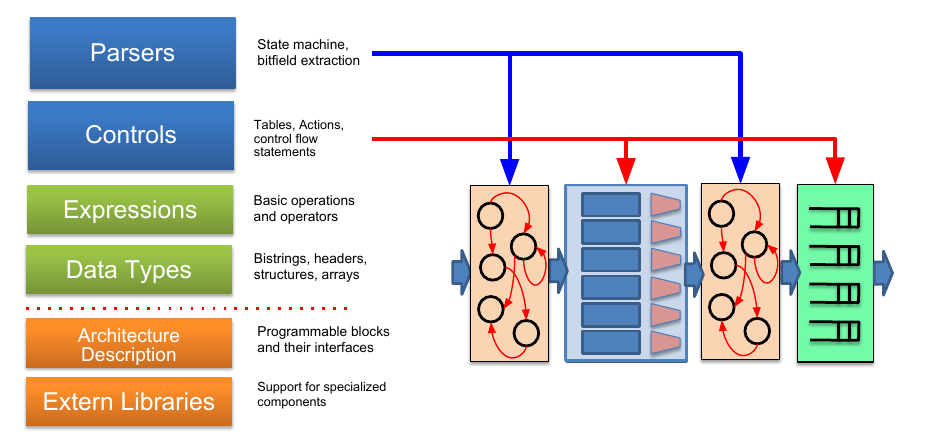 Parsers
State machine,
bitfield extraction
Controls
Tables, Actions,
control flow
statements
Expressions
Basic operations
and operators
Data Types
Bistrings, headers,
structures, arrays
Architecture
Description
Programmable blocks
and their interfaces
Extern Libraries
Support for specialized
components